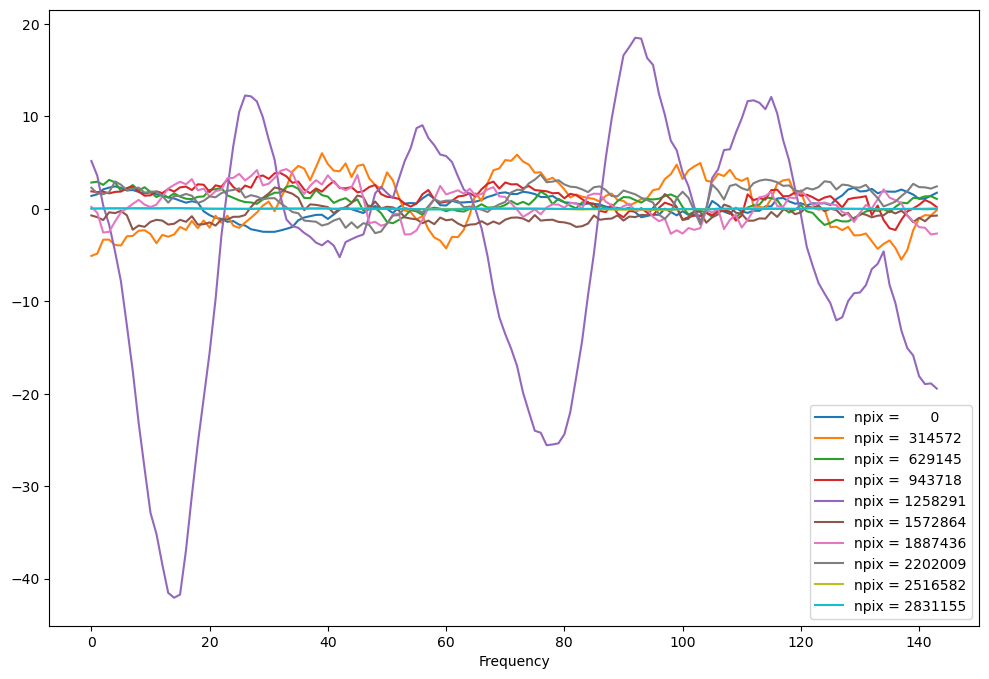 20
10
0
−10
−20
−30
−40
0 20 40 60 80 100 120 140
Frequency
npix = 0
npix = 314572
npix = 629145
npix = 943718
npix = 1258291
npix = 1572864
npix = 1887436
npix = 2202009
npix = 2516582
npix = 2831155